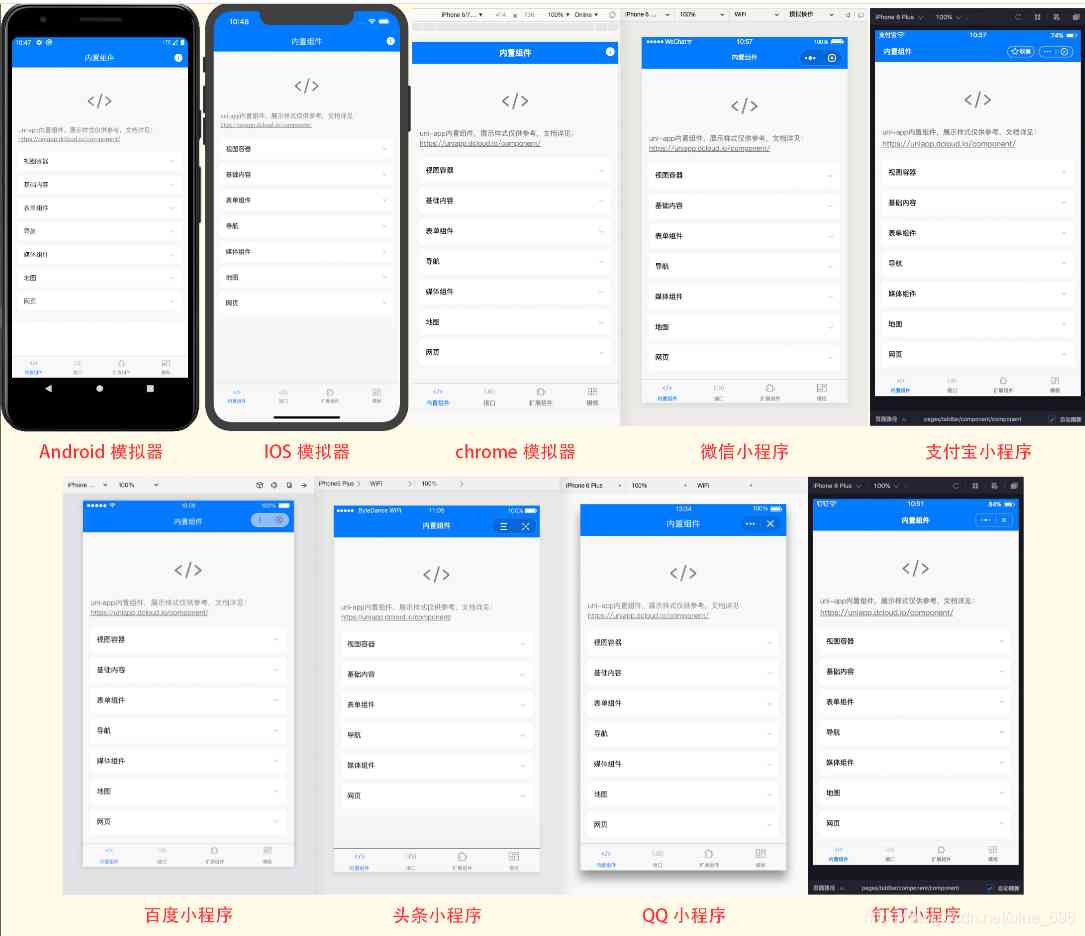 10:47
LTE
内置组件
</>
uni-app内置组件，展示样式仅供参考，文档详见：
https://uniapp.dcloud.io/component
视图容器
基础内容
表单组件
导航
媒体组件
地图
网页
内置组件 接口 扩展组件 模板
Android 模拟器
10:48
内置组件
</>
uni-app内置组件，展示样式仅供参考，文档详见：
https://uniapp.dcloud.io/component
视图容器
基础内容
表单组件
导航
媒体组件
地图
网页
内置组件 接口 扩展组件 模板
IOS 模拟器
iPhone 6/7... 414 x 736 100% Online
内置组件
</>
uni-app内置组件，展示样式仅供参考，文档详见：
https://uniapp.dcloud.io/component/
视图容器
基础内容
表单组件
导航
媒体组件
地图
网页
内置组件 接口 扩展组件 模板
chrome 模拟器
iPhone 6 ... 100% WiFi 模拟操作
WeChat 10:57 100%
内置组件
</>
uni-app内置组件，展示样式仅供参考，文档详见：
https://uniapp.dcloud.io/component/
视图容器
基础内容
表单组件
导航
媒体组件
地图
网页
内置组件 接口 扩展组件 模板
微信小程序
iPhone 6 Plus 100%
支付宝 10:57 74%
内置组件 收藏
</>
uni-app内置组件，展示样式仅供参考，文档详见：
https://uniapp.dcloud.io/component/
视图容器
基础内容
表单组件
导航
媒体组件
地图
网页
内置组件 接口 扩展组件 模板
页面路径 pages/tabBar/component/component 自动刷新
支付宝小程序
iPhone ... 100%
100%
内置组件
</>
uni-app内置组件，展示样式仅供参考，文档详见：
https://uniapp.dcloud.io/component/
视图容器
基础内容
表单组件
导航
媒体组件
地图
网页
内置组件 接口 扩展组件 模板
百度小程序
iPhone6 Plus WiFi 100%
ByteDance WiFi 11:06 100%
内置组件
</>
uni-app内置组件，展示样式仅供参考，文档详见：
https://uniapp.dcloud.io/component
视图容器
基础内容
表单组件
导航
媒体组件
网页
内置组件 接口 扩展组件 模板
头条小程序
iPhone 6 Plus 100% WiFi
13:34 100%
内置组件
</>
uni-app内置组件，展示样式仅供参考，文档详见
https://uniapp.dcloud.io/component/
视图容器
基础内容
表单组件
导航
媒体组件
地图
网页
内置组件 接口 扩展组件 模板
QQ 小程序
iPhone 6 Plus 100%
钉钉 10:51 84%
内置组件
</>
uni-app内置组件，展示样式仅供参考，文档详见：
https://uniapp.dcloud.io/component/
视图容器
基础内容
表单组件
导航
媒体组件
地图
网页
内置组件 接口 扩展组件 模板
页面路径 pages/tabBar/component/component 自动刷新
钉钉小程序